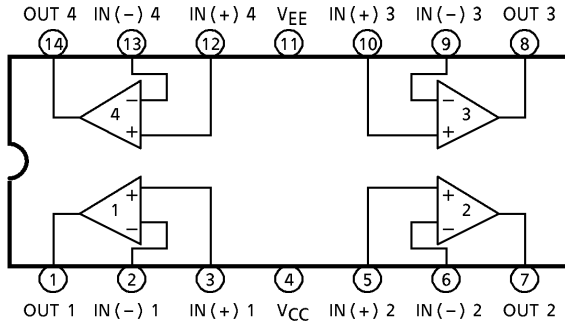 OUT 4 IN(-)4 IN(+)4 VEE IN(+)3 IN(-)3 OUT 3
14 13 12 11 10 9 8
- -
4 3
+ +
+ +
1 2
- -
1 2 3 4 5 6 7
OUT 1 IN(-)1 IN(+)1 VCC IN(+)2 IN(-)2 OUT 2